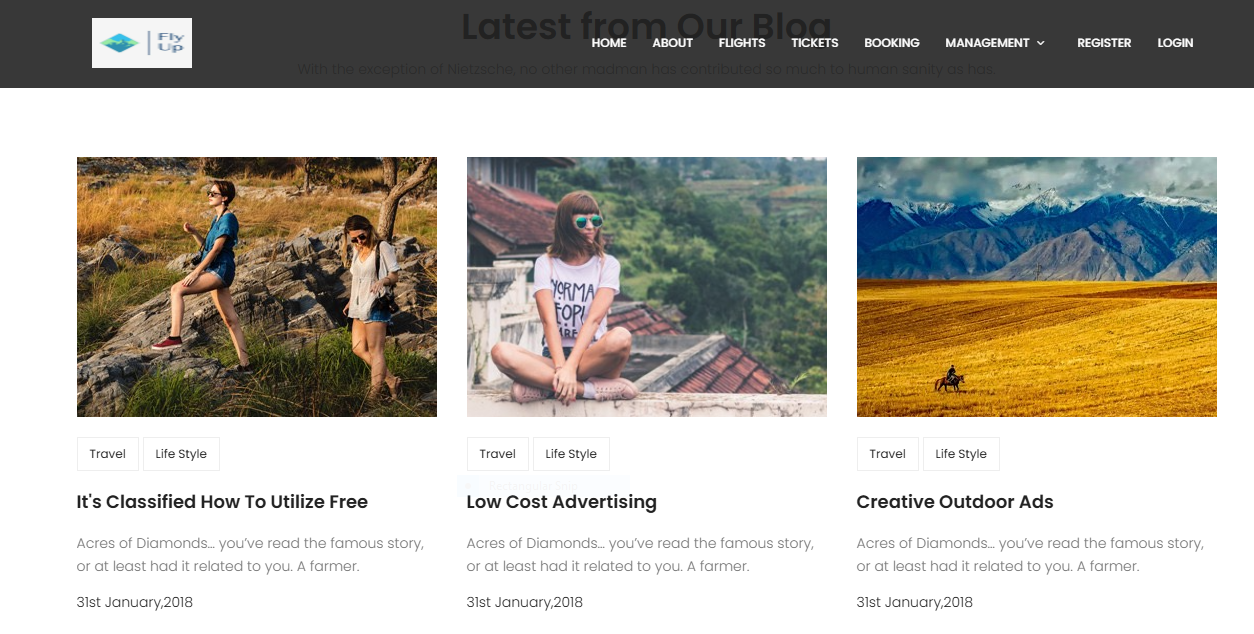 Latest from Our Blog
Fly Up
HOME ABOUT FLIGHTS TICKETS BOOKING MANAGEMENT REGISTER LOGIN
With the exception of Nietzsche, no other madman has contributed so much to human sanity as has.
Travel Life Style
It's Classified How To Utilize Free
Acres of Diamonds… you've read the famous story,
or at least had it related to you. A farmer.
31st January,2018
NORMAL
PEOPLE
Travel Life Style
Rectangular Snip
Low Cost Advertising
Acres of Diamonds… you've read the famous story,
or at least had it related to you. A farmer.
31st January,2018
Travel Life Style
Creative Outdoor Ads
Acres of Diamonds… you've read the famous story,
or at least had it related to you. A farmer.
31st January,2018